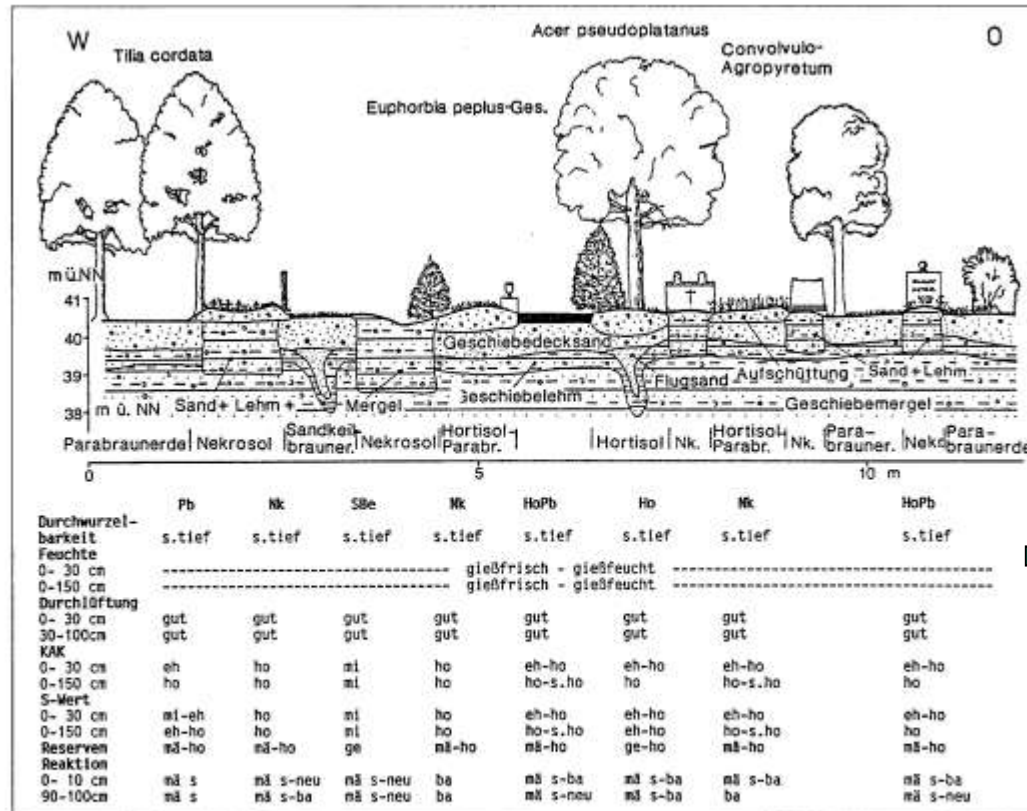 W O
Tilia cordata
Acer pseudoplatanus
Convolvulo-
Agropyretum
Euphorbia peplus-Ges.
m ü.NN
41
40
39
38
m ü. NN
Geschiebedecksand
Sand + Lehm +
Mergel
Geschiebelehm
Flugsand
Aufschüttung
Sand + Lehm
Geschiebemergel
Parabraunerde
Nekrosol
Sandkeil-
brauner.
Nekrosol
Hortisol-
Parabr.
Hortisol
Nk.
Hortisol-
Parabr.
Nk.
Para-
brauner.
Para-
braunerde
0 5 10 m
Pb Nk SBe Nk HoPb Ho Nk HoPb
Durchwurzel-
barkeit s.tief s.tief s.tief s.tief s.tief s.tief s.tief s.tief
Feuchte
0- 30 cm gießfrisch - gießfeucht
0-150 cm gießfrisch - gießfeucht
Durchlüftung
0- 30 cm gut gut gut gut gut gut gut gut
30-100cm gut gut gut gut gut gut gut gut
KAK
0- 30 cm eh ho mi ho eh-ho eh-ho eh-ho eh-ho
0-150 cm ho ho mi ho ho-s.ho ho ho-s.ho ho
S-Wert
0- 30 cm mi-eh ho mi ho eh-ho eh-ho eh-ho eh-ho
0-150 cm eh-ho ho mi ho ho-s.ho eh-ho ho-s.ho ho
Reserven mä-ho mä-ho ge mä-ho mä-ho ge-ho mä-ho mä-ho
Reaktion
0- 10 cm mä s mä s-neu mä s-neu ba mä s-ba mä s-ba mä s-ba mä s-ba
90-100cm mä s mä s-ba mä s-neu ba mä s-neu mä s-ba ba mä s-neu